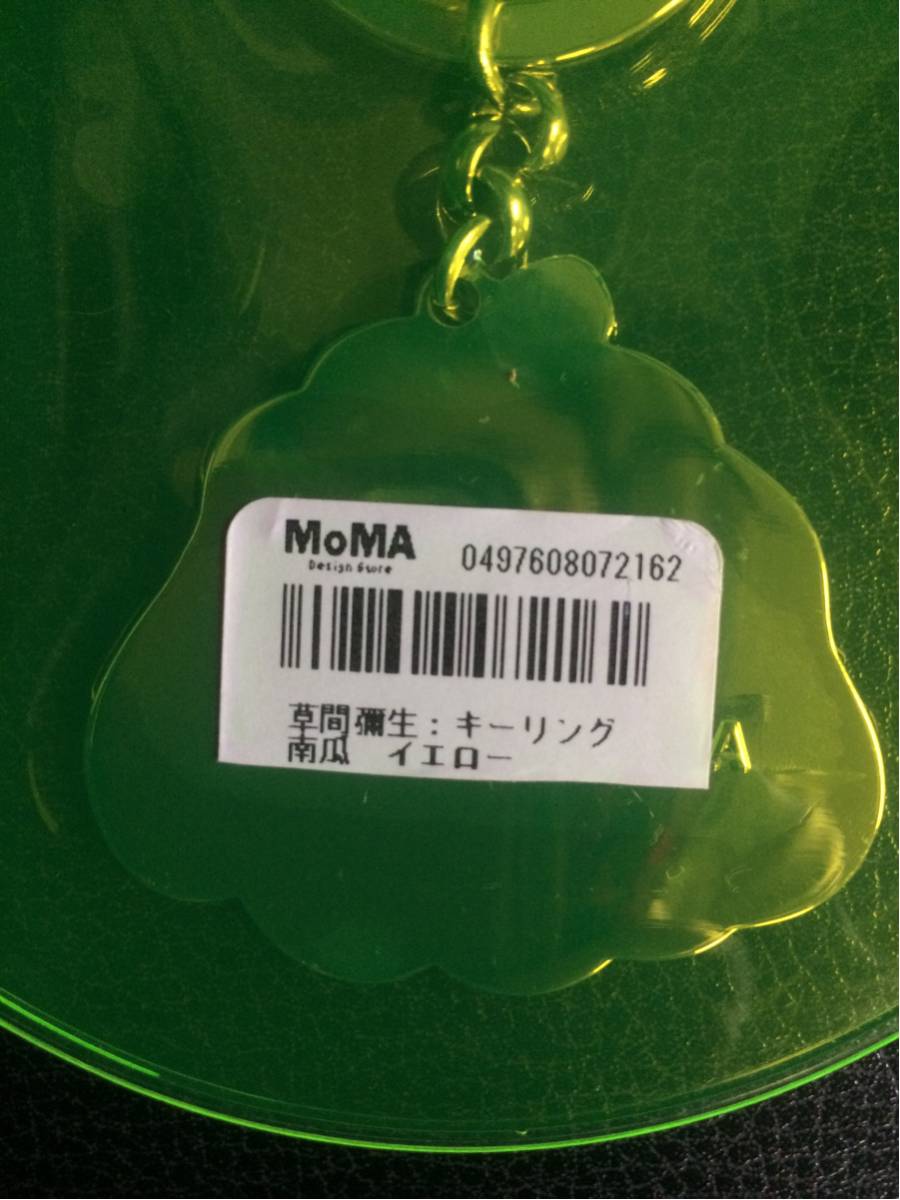 MoMA
Design Store
0497608072162
草間彌生：キーリング
南瓜　イエロー
A